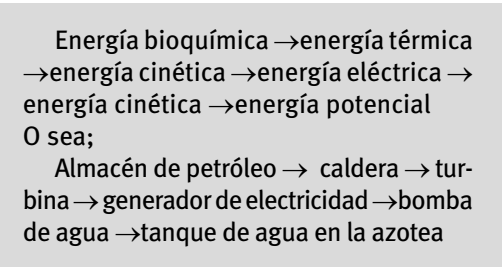 Energía bioquímica →energía térmica
→energía cinética →energía eléctrica →
energía cinética →energía potencial
O sea;
Almacén de petróleo → caldera → tur-
bina → generador de electricidad →bomba
de agua →tanque de agua en la azotea